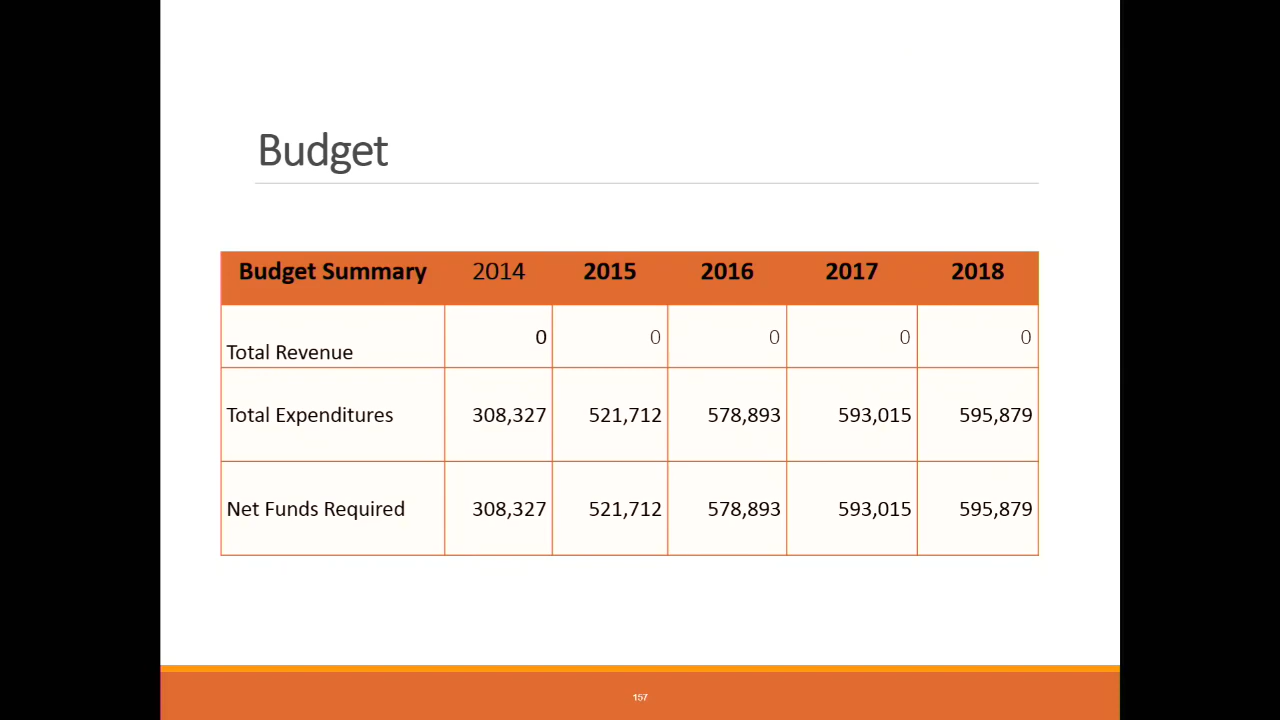 Budget
Budget Summary 2014 2015 2016 2017 2018
Total Revenue 0 0 0 0 0
Total Expenditures 308,327 521,712 578,893 593,015 595,879
Net Funds Required 308,327 521,712 578,893 593,015 595,879
157